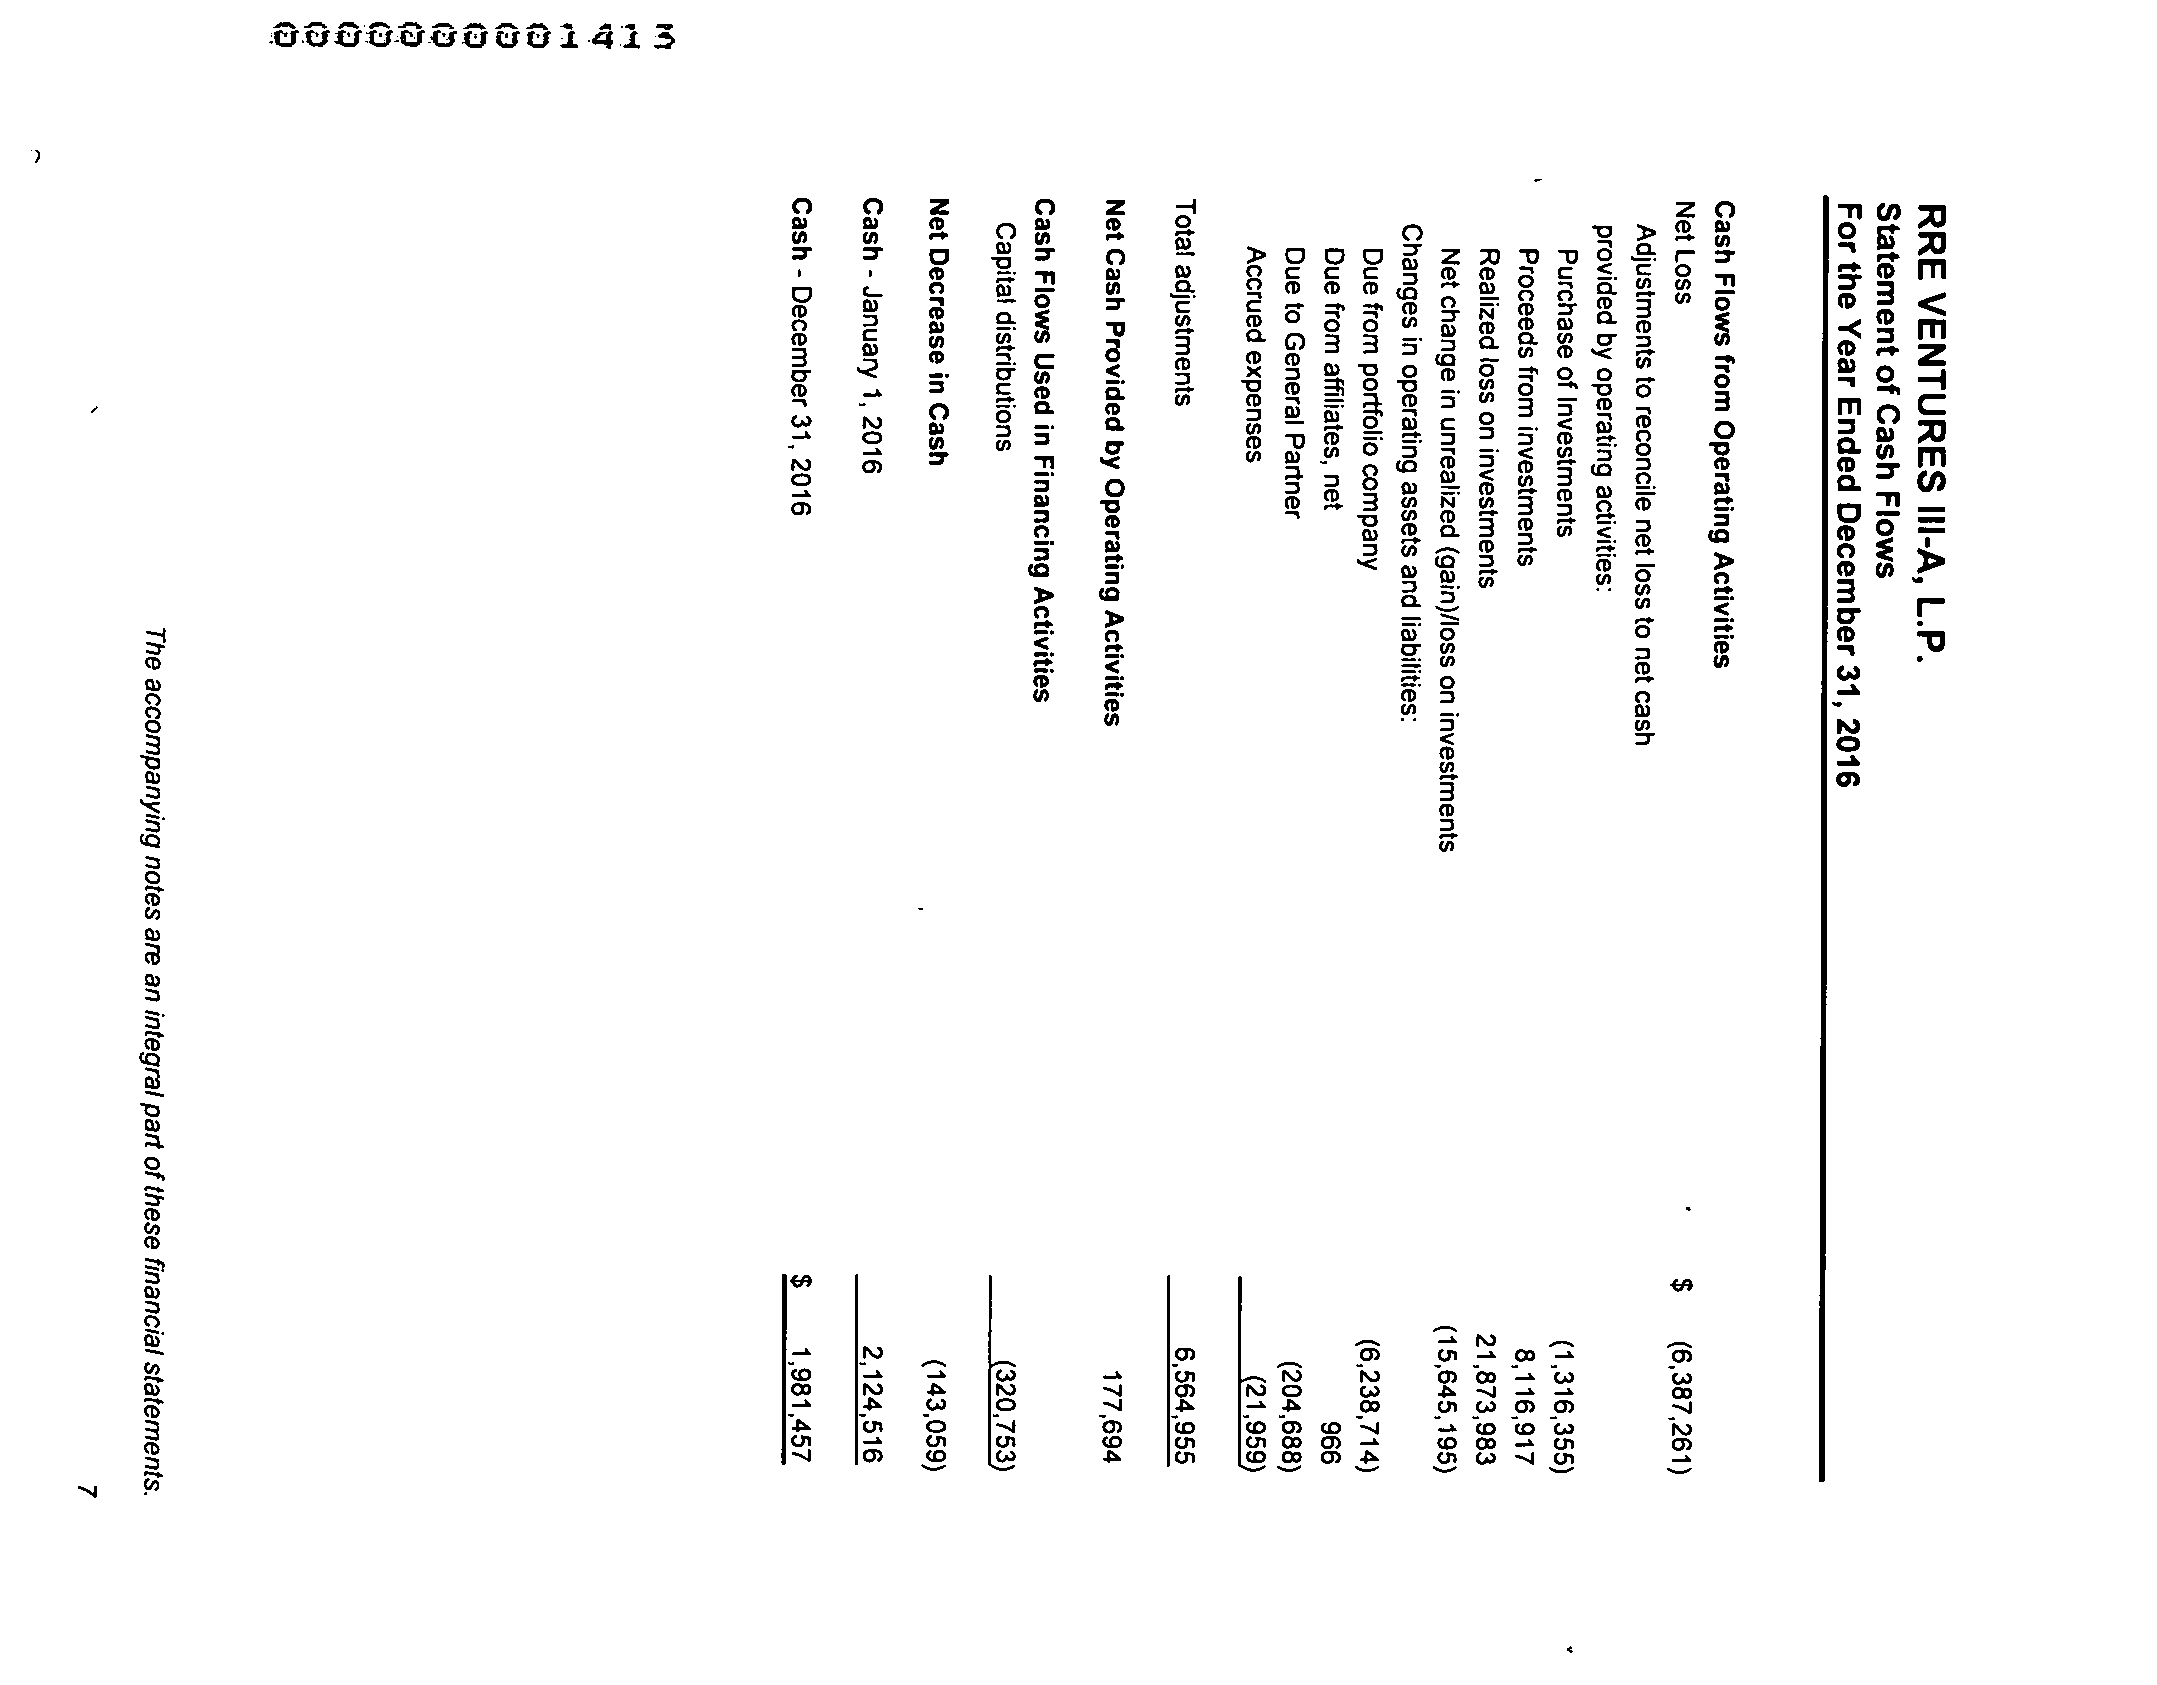 RRE VENTURES III-A, L.P.
Statement of Cash Flows
For the Year Ended December 31, 2016
Cash Flows from Operating Activities
Net Loss $ (6,387,261)
Adjustments to reconcile net loss to net cash
provided by operating activities:
Purchase of Investments (1,316,355)
Proceeds from investments 8,116,917
Realized loss on investments 21,873,983
Net change in unrealized (gain)/loss on investments (15,645,195)
Changes in operating assets and liabilities:
Due from portfolio company (6,238,714)
Due from affiliates, net 966
Due to General Partner (204,688)
Accrued expenses (21,959)
Total adjustments 6,564,955
Net Cash Provided by Operating Activities 177,694
Cash Flows Used in Financing Activities
Capital distributions (320,753)
Net Decrease in Cash (143,059)
Cash - January 1, 2016 2,124,516
Cash - December 31, 2016 $ 1,981,457
The accompanying notes are an integral part of these financial statements.
7
0000000001415